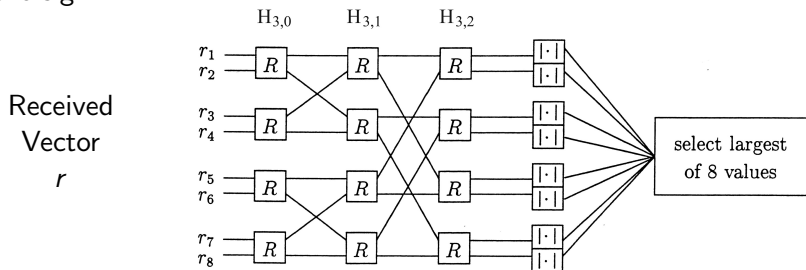 H3,0 H3,1 H3,2
r1 R R R |·|
r2 |·|
Received
Vector
r
r3 R R R |·|
r4 |·|
select largest
of 8 values
r5 R R R |·|
r6 |·|
r7 R R R |·|
r8 |·|